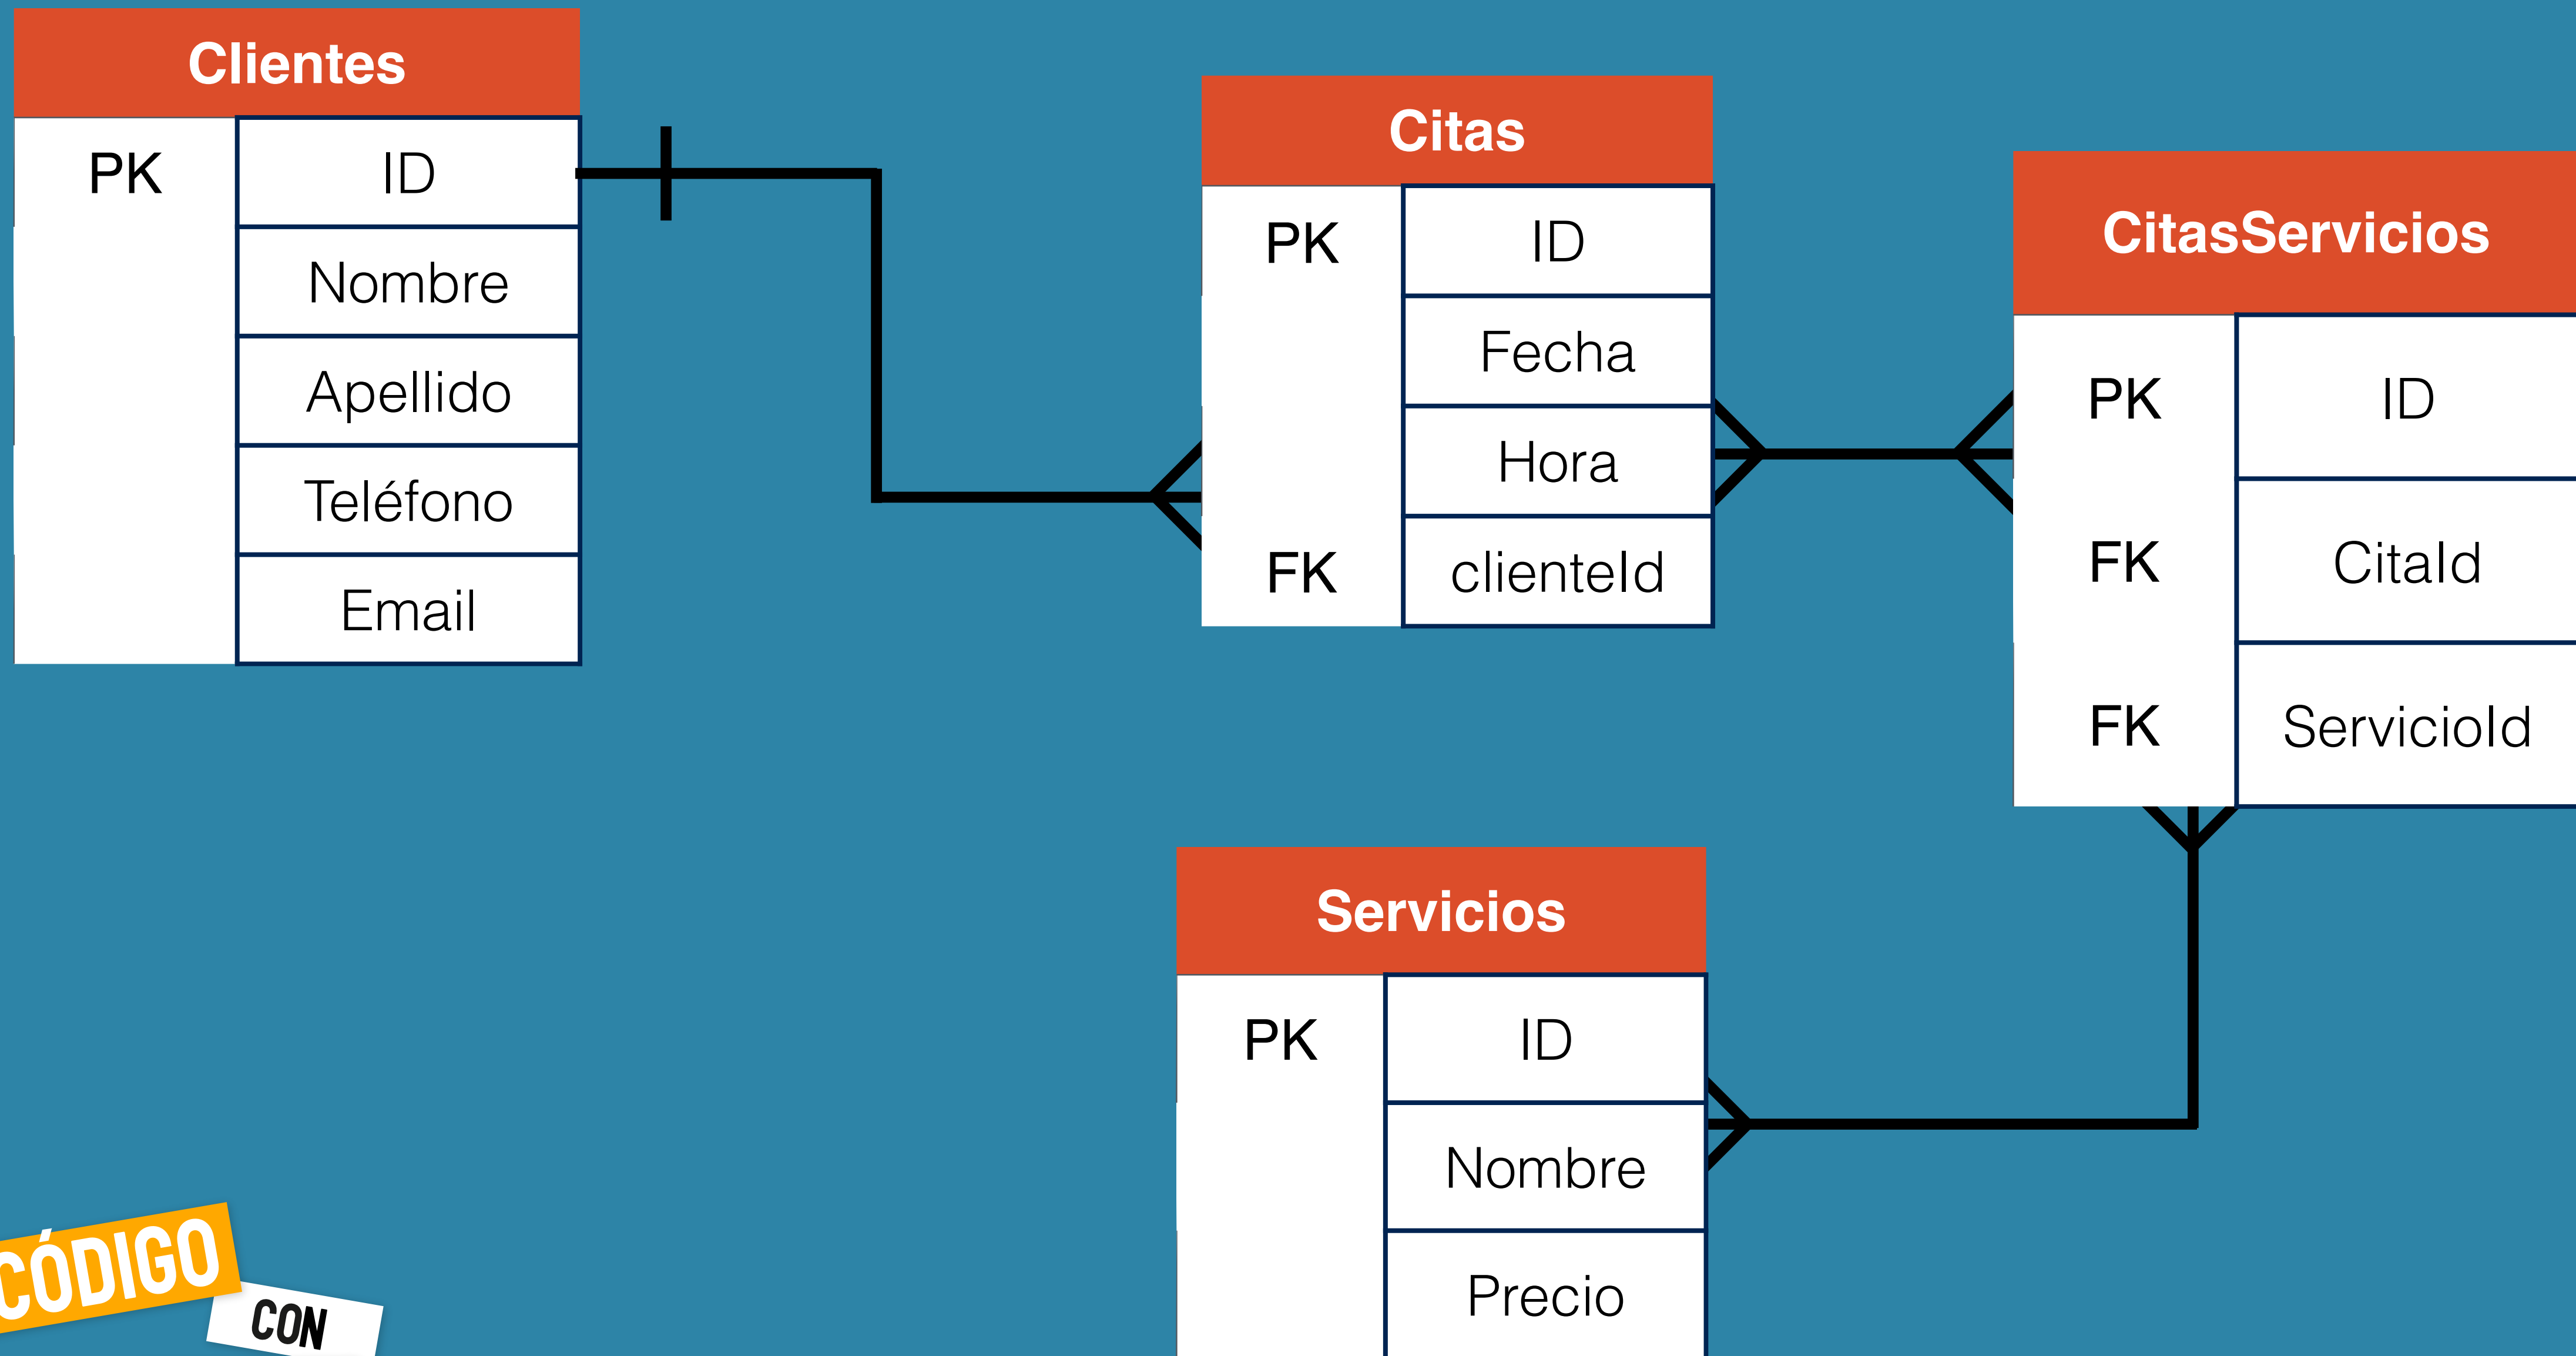 Clientes
PK ID
Nombre
Apellido
Teléfono
Email
Citas
PK ID
Fecha
Hora
FK clienteId
CitasServicios
PK ID
FK CitaId
FK ServicioId
Servicios
PK ID
Nombre
Precio
CÓDIGO
CON